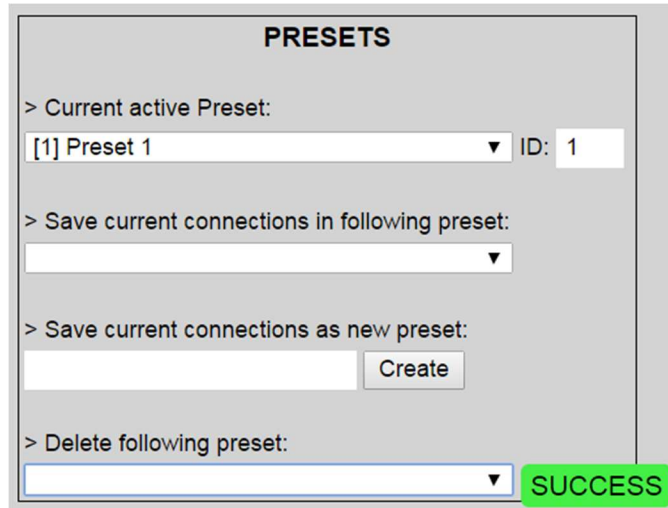 PRESETS
> Current active Preset:
[1] Preset 1 ▼ ID: 1
> Save current connections in following preset:
▼
> Save current connections as new preset:
Create
> Delete following preset:
▼ SUCCESS